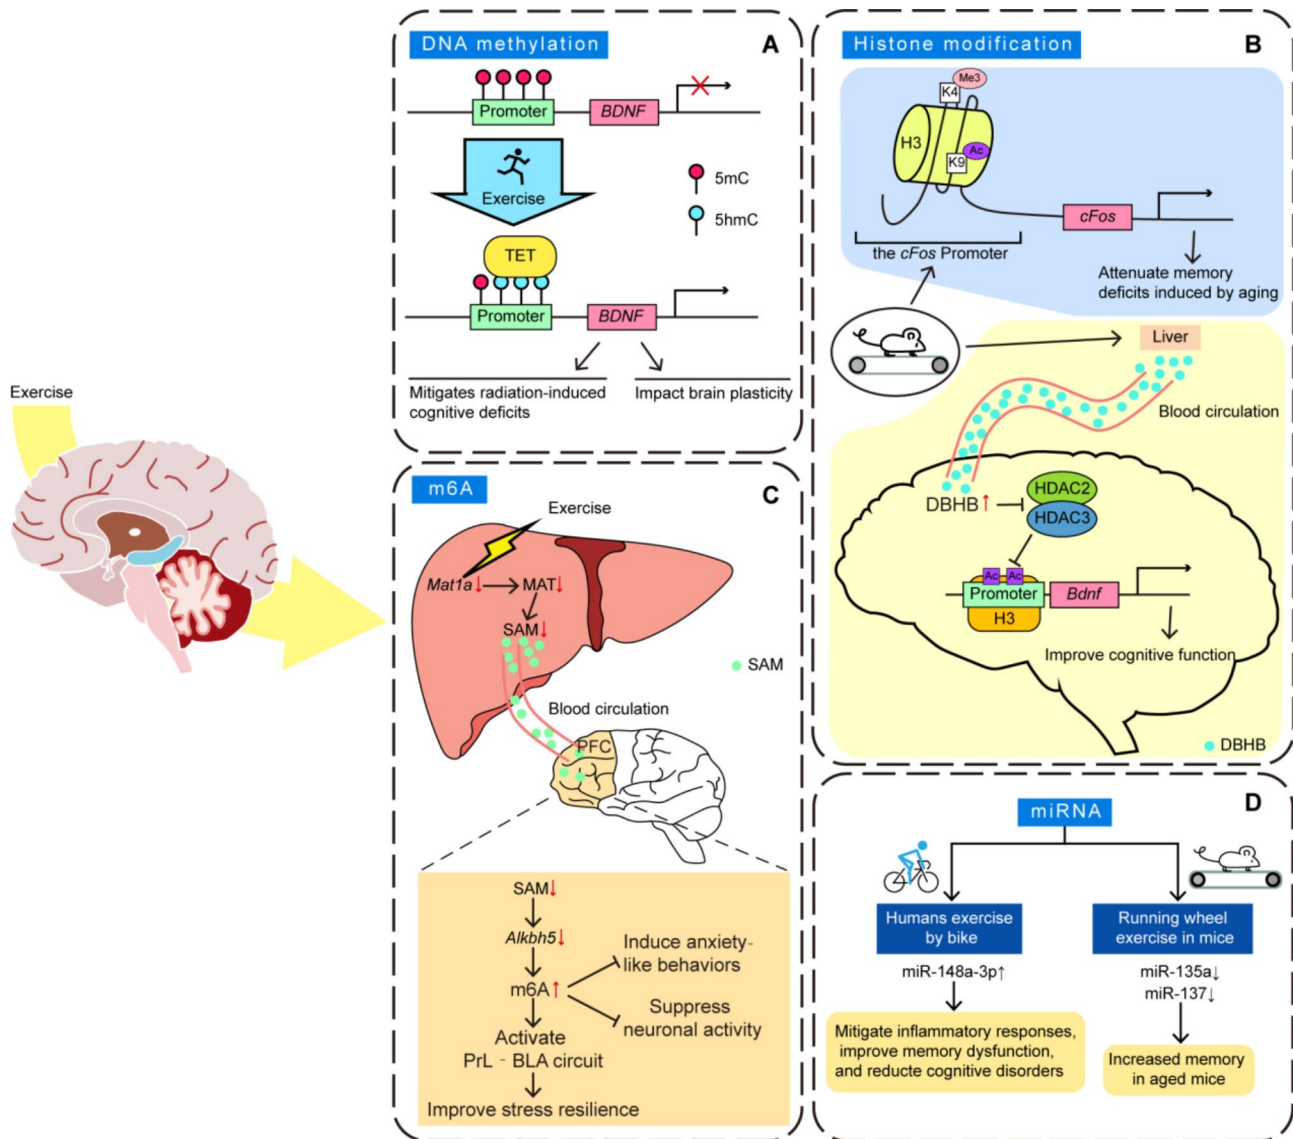 Exercise
DNA methylation
A
Promoter
BDNF
Exercise
5mC
5hmC
TET
Promoter
BDNF
Mitigates radiation-induced
cognitive deficits
Impact brain plasticity
Histone modification
B
Me3
K4
H3
Ac
K9
cFos
the cFos Promoter
Attenuate memory
deficits induced by aging
Liver
Blood circulation
DBHB↑
HDAC2
HDAC3
Ac
Ac
Promoter
Bdnf
H3
Improve cognitive function
DBHB
m6A
C
Exercise
Mat1a↓
MAT↓
SAM↓
SAM
Blood circulation
PFC
SAM↓
Alkbh5↓
m6A↑
Induce anxiety-
like behaviors
Suppress
neuronal activity
Activate
PrL - BLA circuit
Improve stress resilience
D
miRNA
Humans exercise
by bike
miR-148a-3p↑
Mitigate inflammatory responses,
improve memory dysfunction,
and reducte cognitive disorders
Running wheel
exercise in mice
miR-135a↓
miR-137↓
Increased memory
in aged mice